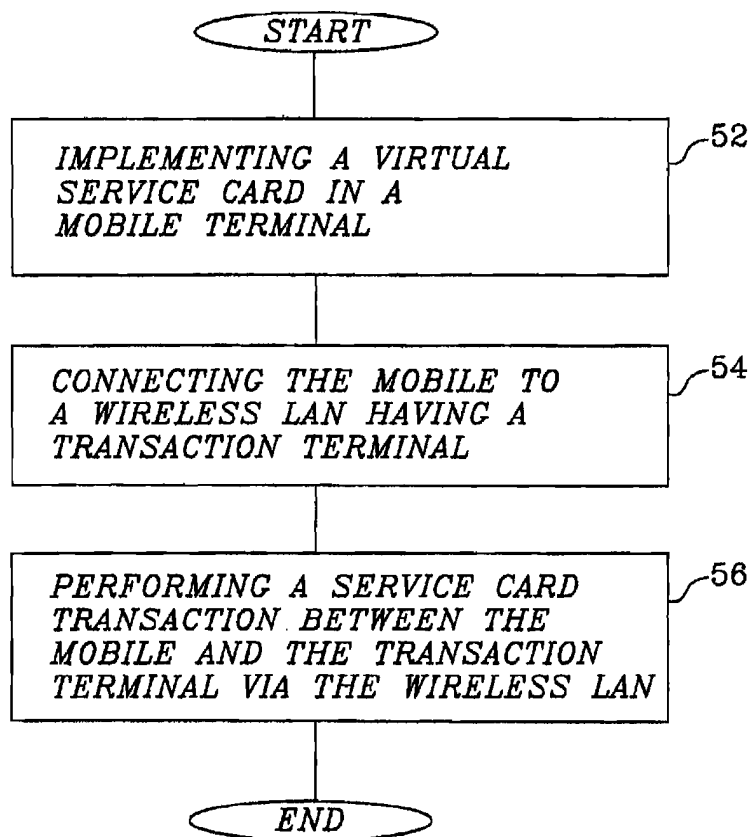 START
IMPLEMENTING A VIRTUAL
SERVICE CARD IN A
MOBILE TERMINAL
52
CONNECTING THE MOBILE TO
A WIRELESS LAN HAVING A
TRANSACTION TERMINAL
54
PERFORMING A SERVICE CARD
TRANSACTION BETWEEN THE
MOBILE AND THE TRANSACTION
TERMINAL VIA THE WIRELESS LAN
56
END